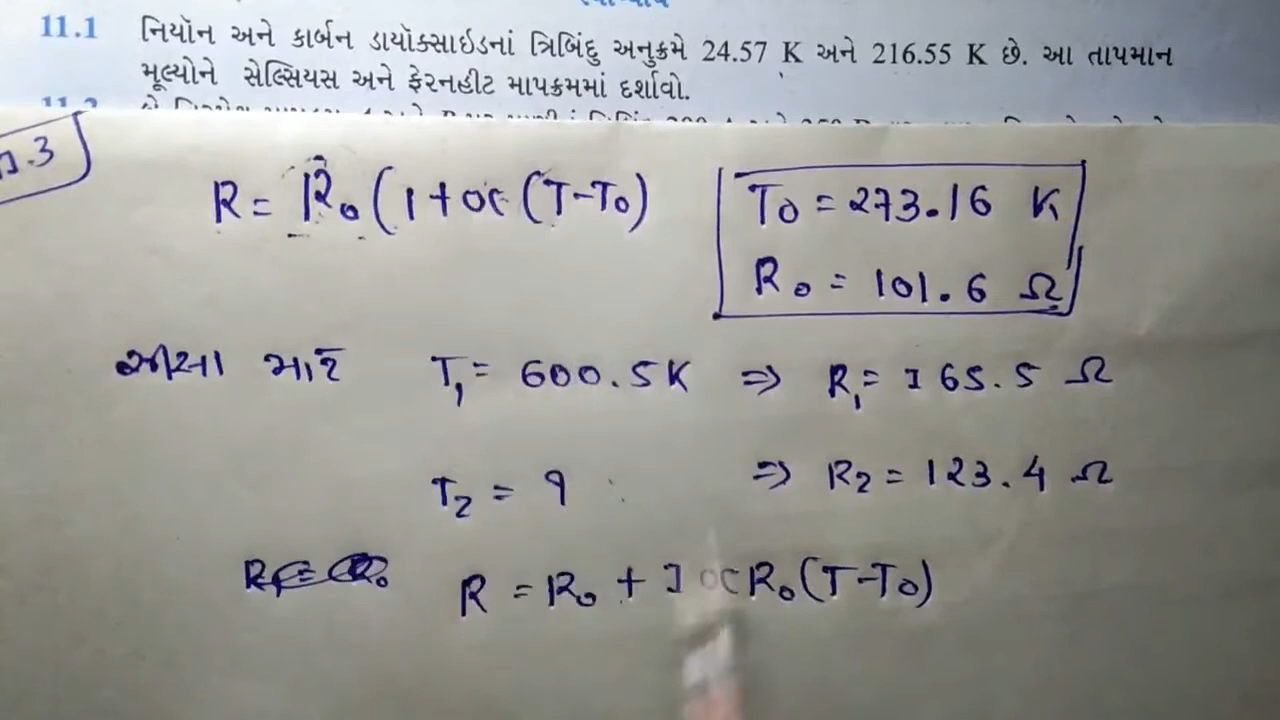 11.1 નિયૉન અને કાર્બન ડાયૉક્સાઇડનાં ત્રિબિંદુ અનુક્રમે 24.57 K અને 216.55 K છે. આ તાપમાન
મૂલ્યોને સેલ્સિયસ અને ફેરનહીટ માપક્રમમાં દર્શાવો.
11.2
.3
R = R₀ (1+∝ (T-T₀)
T₀ = 273.16 K
R₀ = 101.6 Ω
માટે T₁ = 600.5K ⇒ R₁ = 165.5 Ω
T₂ = ? ⇒ R₂ = 123.4 Ω
R = R₀ + ∝R₀(T-T₀)